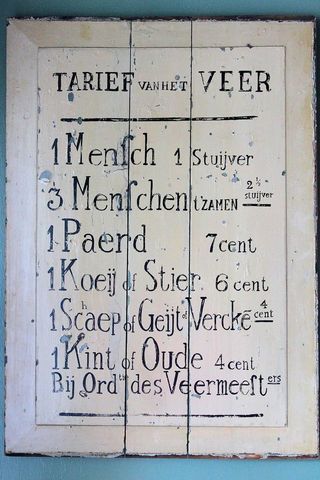 TARIEF VAN HET VEER
1 Menſch 1 Stuijver
3 Menſchen t'ZAMEN 2½ stuijver
1 Paerd 7 cent
1 Koeij of Stier 6 cent
1 Schaep of Geijt of Vercke 4 cent
1 Kint of Oude 4 cent
Bij Ord^tie des Veermeeſters